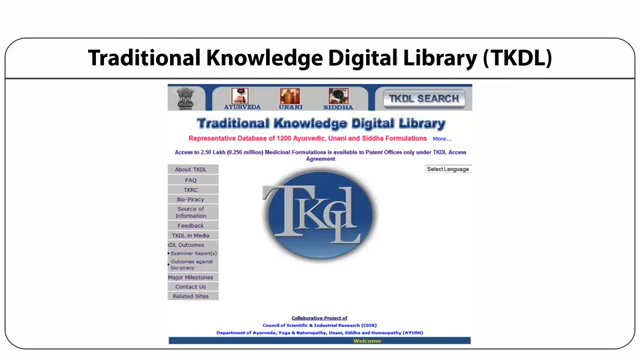 Traditional Knowledge Digital Library (TKDL)
AYURVEDA UNANI SIDDHA TKDL SEARCH
Traditional Knowledge Digital Library
Representative Database of 1200 Ayurvedic, Unani and Siddha Formulations More...
Access to 2.50 Lakh (0.250 million) Medicinal Formulations is available to Patent Offices only under TKDL Access
Agreement
About TKDL
Select Language
FAQ
TKRC
Bio-Piracy
Source of
Information
Feedback
TKDL in Media
KDL Outcomes
Examiner Report(s)
Outcomes against
bio-piracy
Major Milestones
Contact Us
Related Sites
TKdL
Collaborative Project of
Council of Scientific & Industrial Research (CSIR)
Department of Ayurveda, Yoga & Naturopathy, Unani, Siddha and Homeopathy (AYUSH)
Welcome